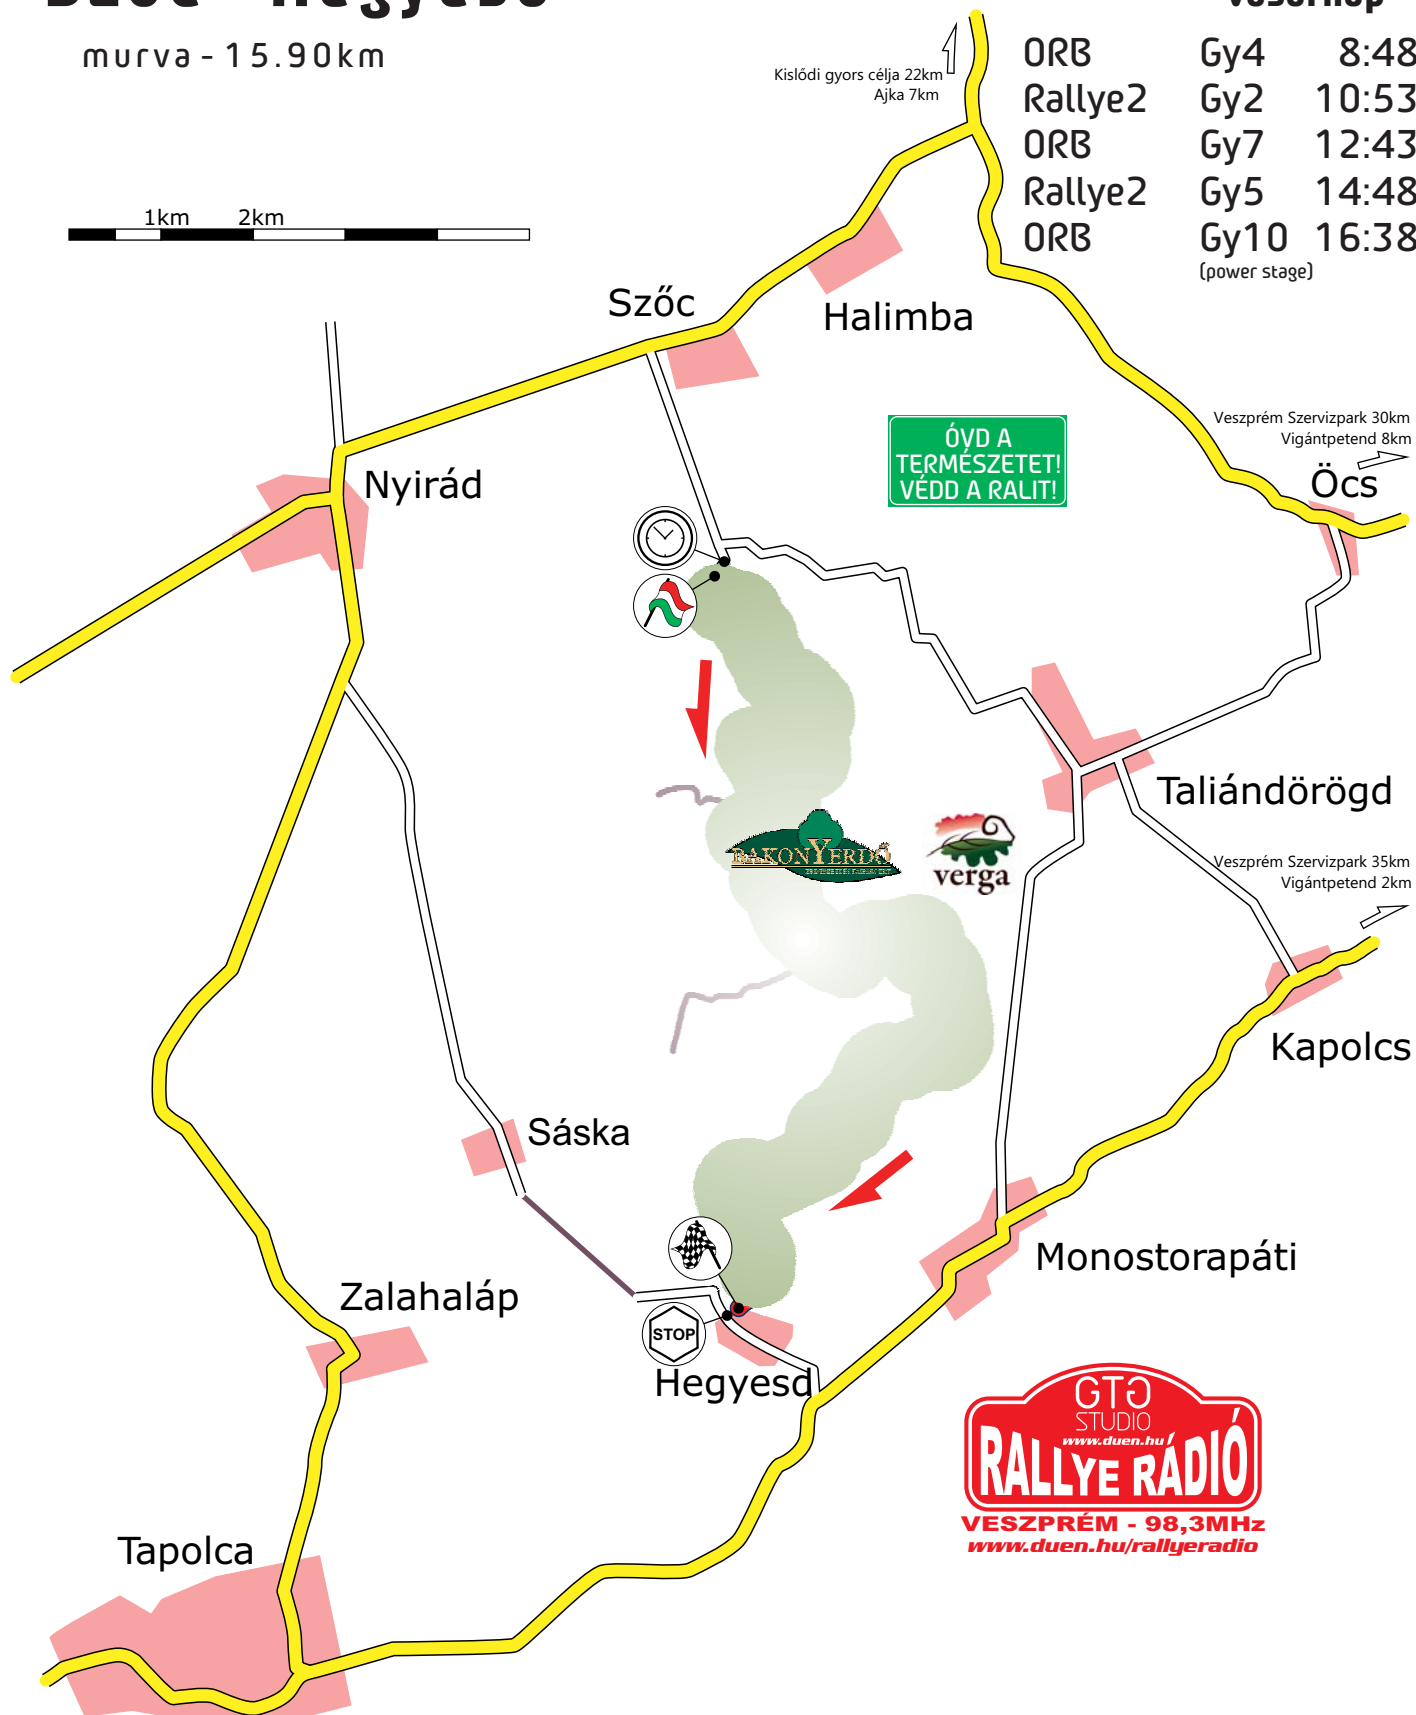 murva - 15.90km
ORB Gy4 8:48
Rallye2 Gy2 10:53
ORB Gy7 12:43
Rallye2 Gy5 14:48
ORB Gy10 16:38
(power stage)
Kislődi gyors célja 22km
Ajka 7km
1km 2km
Szőc
Halimba
ÓVD A
TERMÉSZETET!
VÉDD A RALIT!
Veszprém Szervizpark 30km
Vigántpetend 8km
Öcs
Nyirád
Taliándörögd
BAKONYERDŐ
verga
Veszprém Szervizpark 35km
Vigántpetend 2km
Kapolcs
Sáska
Monostorapáti
Zalahaláp
STOP
Hegyesd
GTG
STUDIO
www.duen.hu
RALLYE RÁDIÓ
VESZPRÉM - 98,3MHz
www.duen.hu/rallyeradio
Tapolca